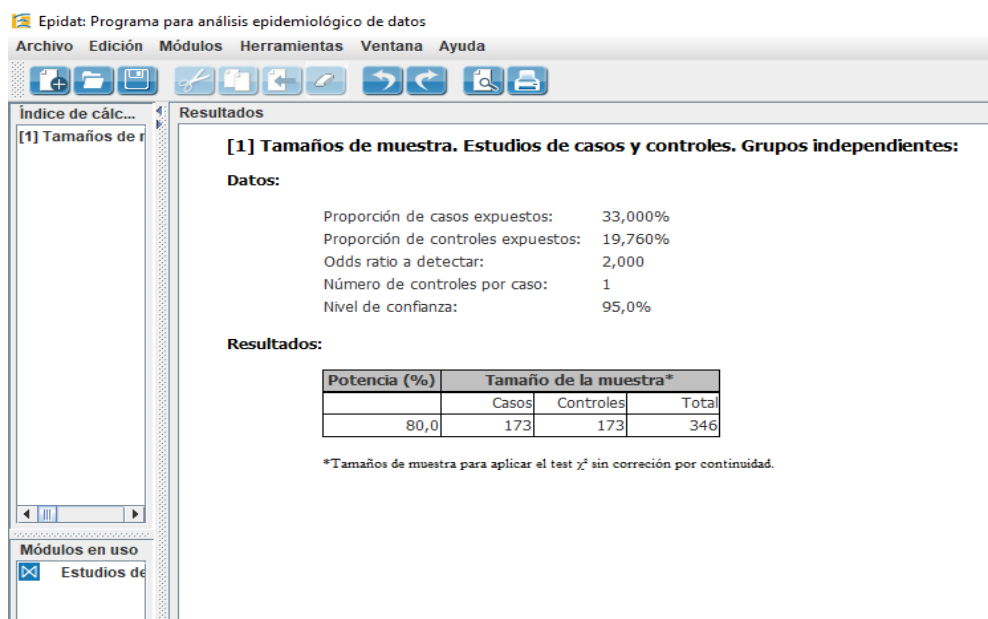 Epidat: Programa para análisis epidemiológico de datos
Archivo Edición Módulos Herramientas Ventana Ayuda
Índice de cálc...
Resultados
[1] Tamaños de r
[1] Tamaños de muestra. Estudios de casos y controles. Grupos independientes:
Datos:
Proporción de casos expuestos: 33,000%
Proporción de controles expuestos: 19,760%
Odds ratio a detectar: 2,000
Número de controles por caso: 1
Nivel de confianza: 95,0%
Resultados:
Potencia (%) Tamaño de la muestra*
Casos Controles Total
80,0 173 173 346
*Tamaños de muestra para aplicar el test χ² sin correción por continuidad.
Módulos en uso
Estudios de